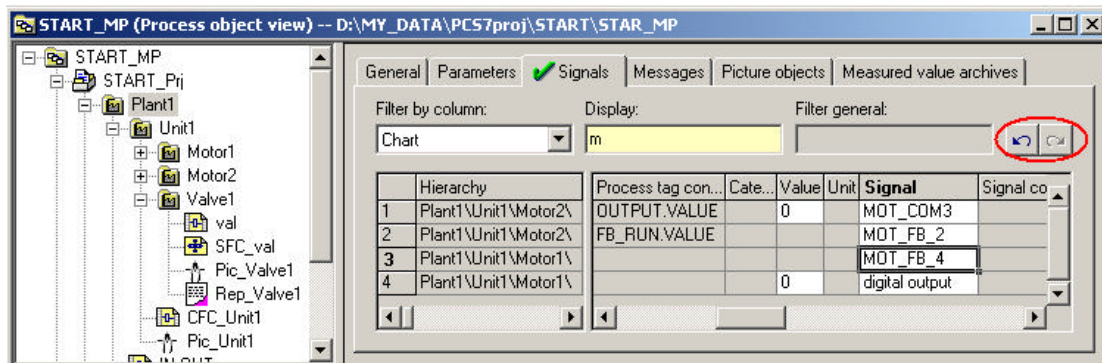 START_MP (Process object view) -- D:\MY_DATA\PCS7proj\START\STAR_MP
START_MP
START_Prj
Plant1
Unit1
Motor1
Motor2
Valve1
val
SFC_val
Pic_Valve1
Rep_Valve1
CFC_Unit1
Pic_Unit1
General Parameters Signals Messages Picture objects Measured value archives
Filter by column: Display: Filter general:
Chart m
Hierarchy Process tag con... Cate... Value Unit Signal Signal co
1 Plant1\Unit1\Motor2\ OUTPUT.VALUE 0 MOT_COM3
2 Plant1\Unit1\Motor2\ FB_RUN.VALUE MOT_FB_2
3 Plant1\Unit1\Motor1\ MOT_FB_4
4 Plant1\Unit1\Motor1\ 0 digital output